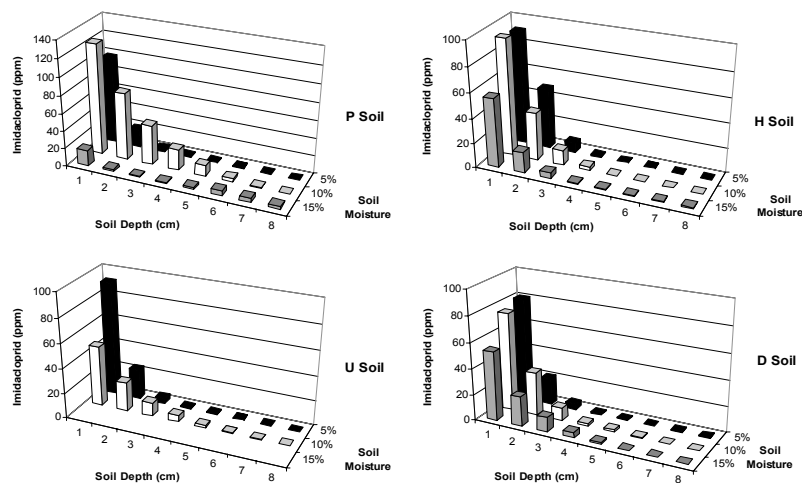 140
120
100
80
60
40
20
0
Imidacloprid (ppm)
P Soil
5%
10%
15%
Soil
Moisture
1 2 3 4 5 6 7 8
Soil Depth (cm)
100
80
60
40
20
0
Imidacloprid (ppm)
H Soil
5%
10%
15%
Soil
Moisture
1 2 3 4 5 6 7 8
Soil Depth (cm)
100
80
60
40
20
0
Imidacloprid (ppm)
U Soil
5%
10%
15%
Soil
Moisture
1 2 3 4 5 6 7 8
Soil Depth (cm)
100
80
60
40
20
0
Imidacloprid (ppm)
D Soil
5%
10%
15%
Soil
Moisture
1 2 3 4 5 6 7 8
Soil Depth (cm)